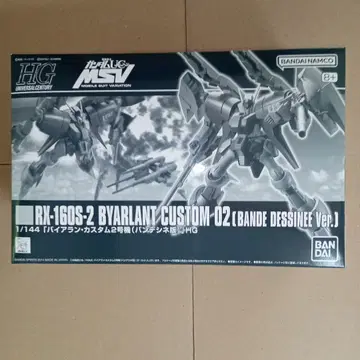 HG
UNIVERSAL CENTURY
ガンダムUC
MSV
MOBILE SUIT VARIATION
BANDAI NAMCO
8+
RX-160S-2 BYARLANT CUSTOM 02 (BANDE DESSINEE Ver.)
1/144「バイアラン・カスタム2号機(バンデシネ版)」HG
BAN
DAI